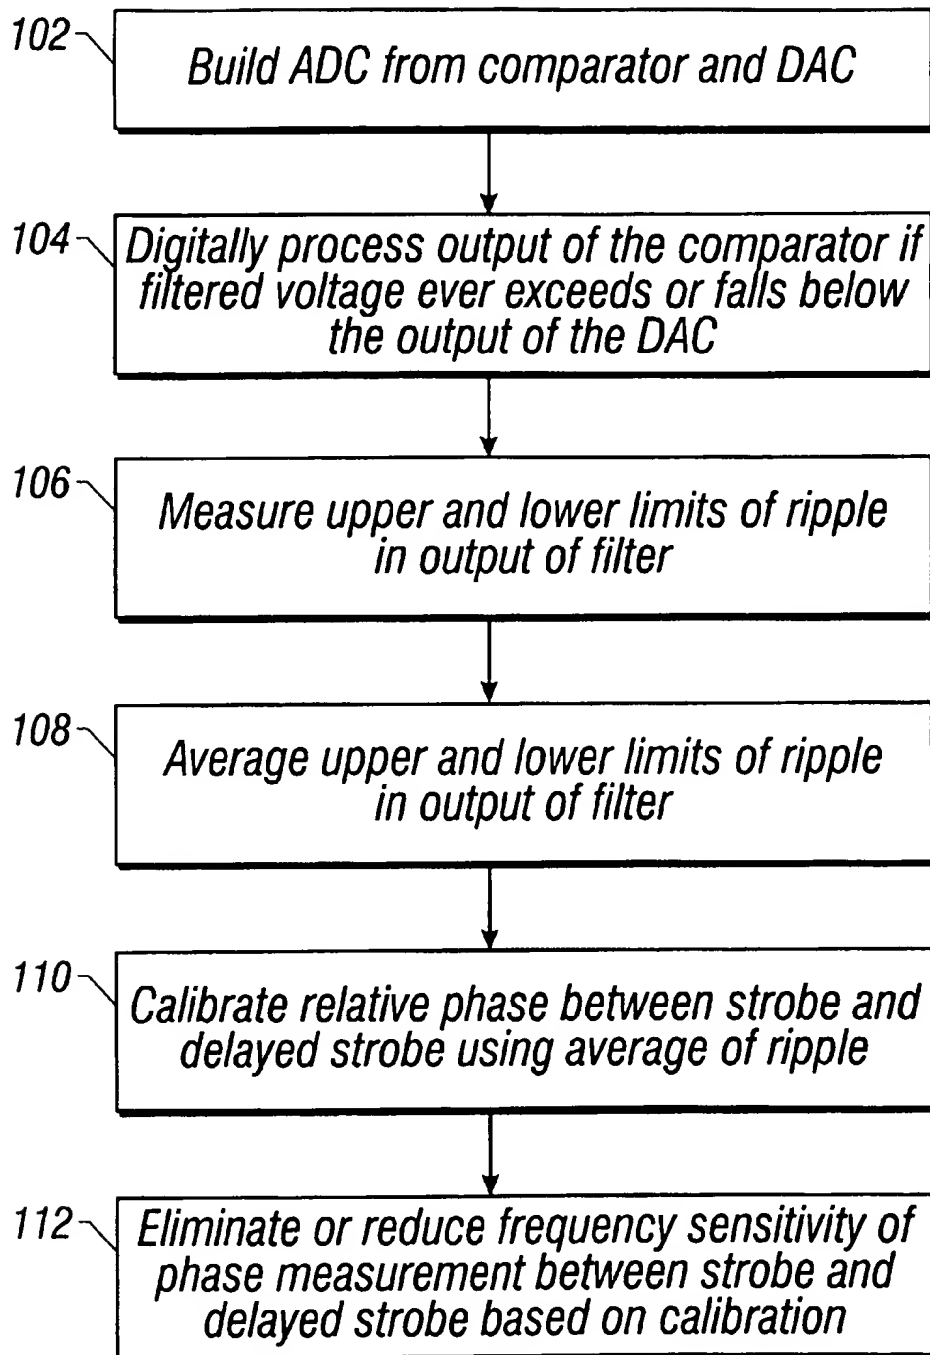 102
Build ADC from comparator and DAC
104
Digitally process output of the comparator if
filtered voltage ever exceeds or falls below
the output of the DAC
106
Measure upper and lower limits of ripple
in output of filter
108
Average upper and lower limits of ripple
in output of filter
110
Calibrate relative phase between strobe and
delayed strobe using average of ripple
112
Eliminate or reduce frequency sensitivity of
phase measurement between strobe and
delayed strobe based on calibration